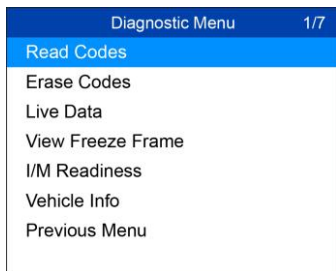 Diagnostic Menu 1/7
Read Codes
Erase Codes
Live Data
View Freeze Frame
I/M Readiness
Vehicle Info
Previous Menu